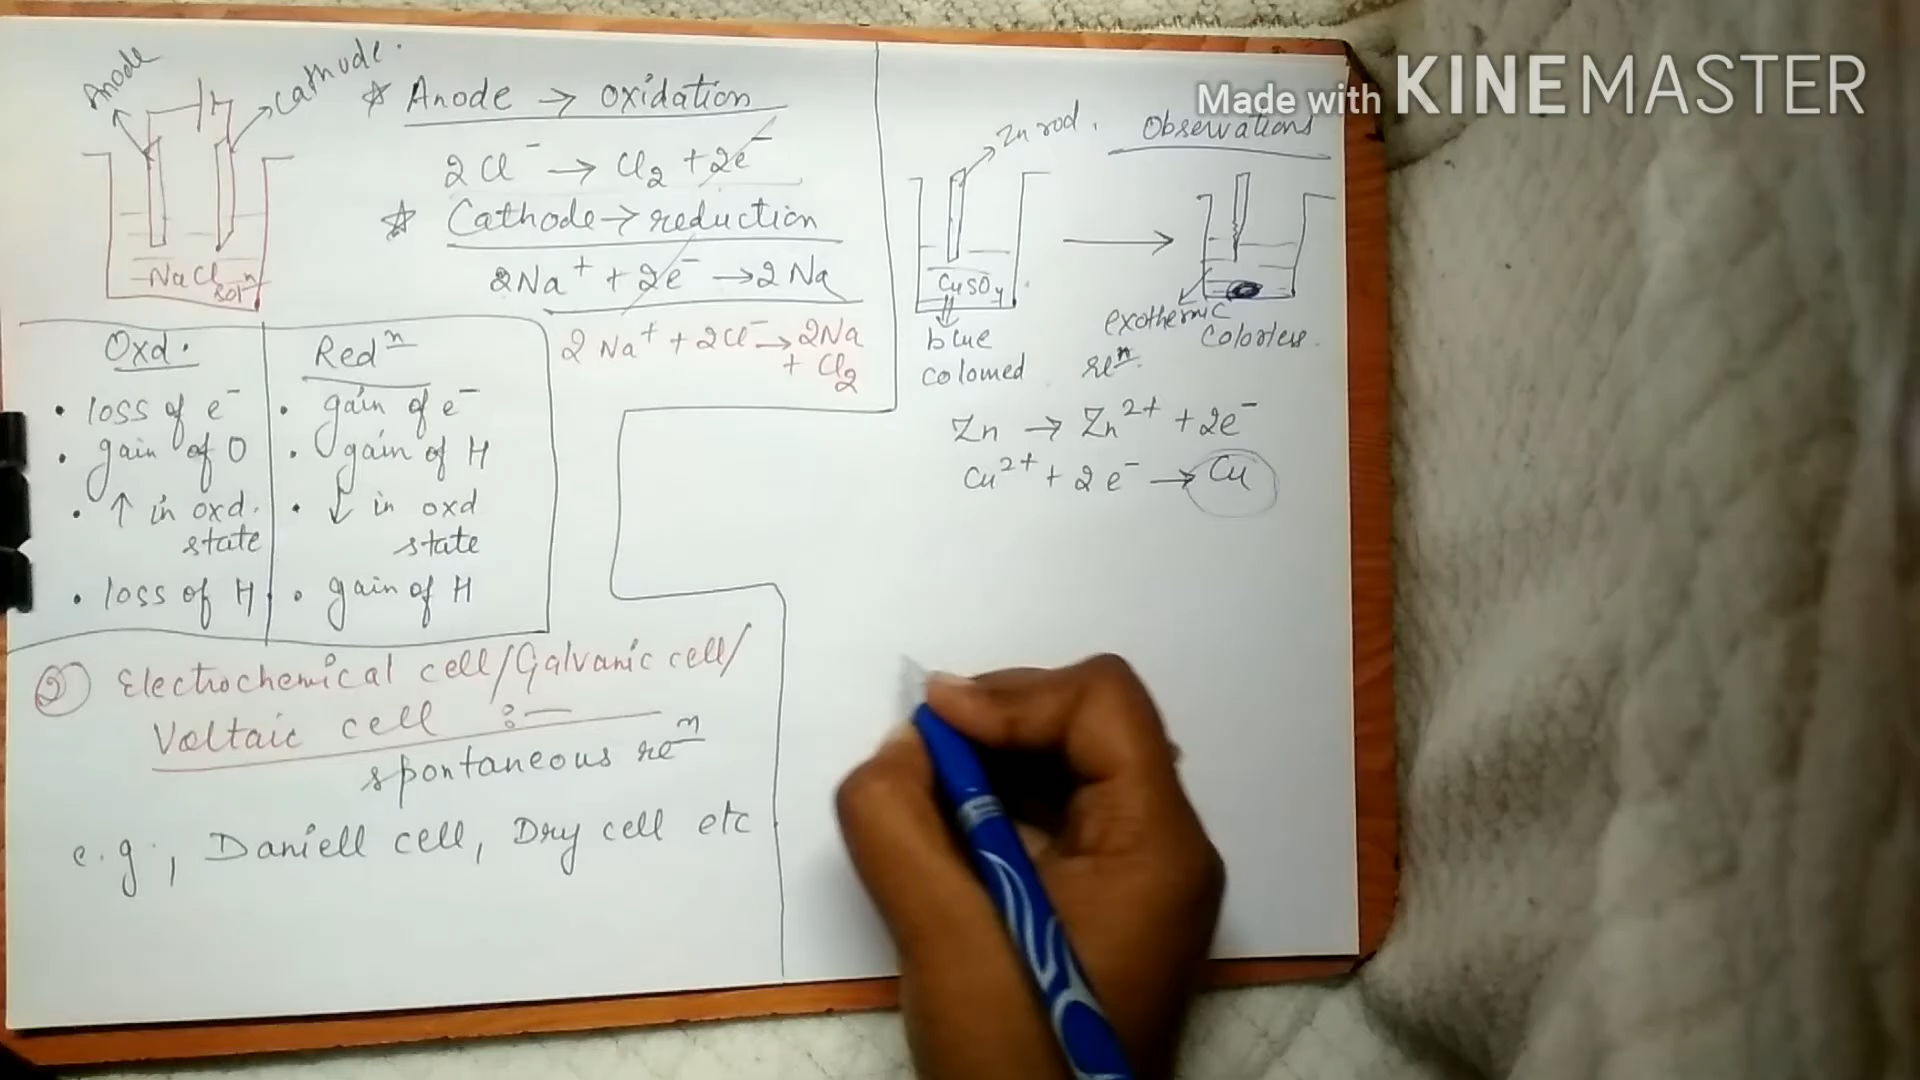 Made with KINEMASTER
Anode
Cathode.
☆ Anode → oxidation
2Cl⁻ → Cl₂ + 2e⁻
☆ Cathode → reduction
2Na⁺ + 2e⁻ → 2Na
2Na⁺ + 2Cl⁻ → 2Na
+ Cl₂
NaCl
solⁿ
Oxd.
• loss of e⁻
• gain of O
• ↑ in oxd.
state
• loss of H
Redⁿ
• gain of e⁻
• gain of H
• ↓ in oxd
state
• gain of H
② Electrochemical cell/Galvanic cell/
Voltaic cell :—
spontaneous reⁿ
e.g., Daniell cell, Dry cell etc
Zn rod.
Observations
CuSO₄
blue
colomed
exothermic
reⁿ.
Colorless.
Zn → Zn²⁺ + 2e⁻
Cu²⁺ + 2e⁻ → Cu